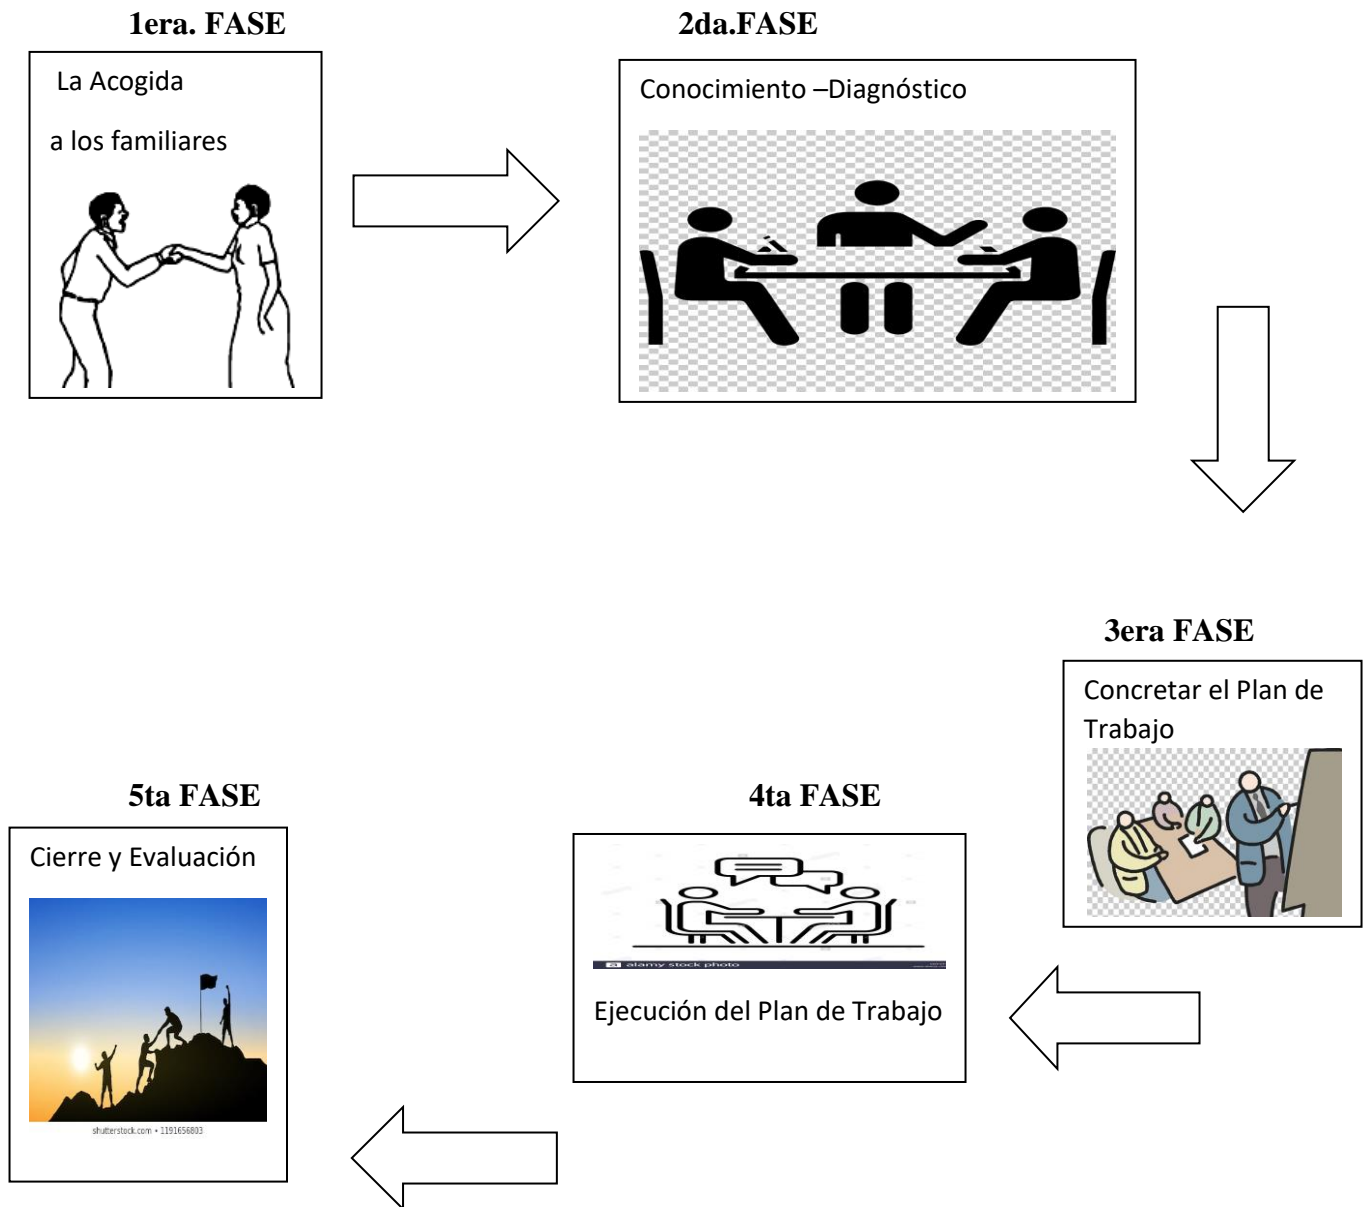 1era. FASE
La Acogida
a los familiares
2da.FASE
Conocimiento –Diagnóstico
3era FASE
Concretar el Plan de
Trabajo
4ta FASE
a alamy stock photo
Ejecución del Plan de Trabajo
5ta FASE
Cierre y Evaluación
shutterstock.com • 1191656803